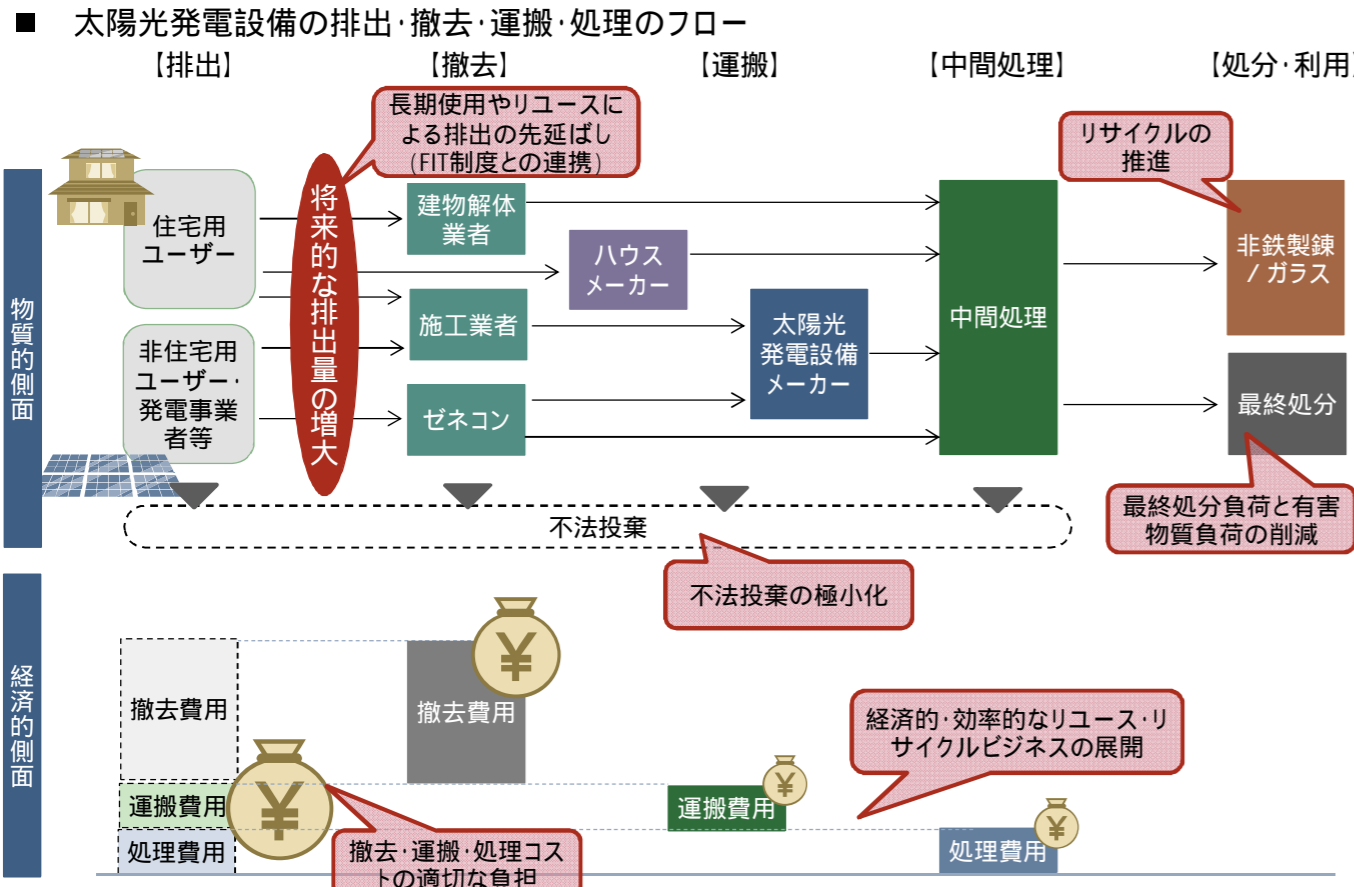 ■ 太陽光発電設備の排出・撤去・運搬・処理のフロー
【排出】
【撤去】
【運搬】
【中間処理】
【処分・利用】
長期使用やリユースに
よる排出の先延ばし
(FIT制度との連携)
リサイクルの
推進
物質的側面
住宅用
ユーザー
非住宅用
ユーザー・
発電事業
者等
将来的な排出量の増大
建物解体
業者
施工業者
ゼネコン
ハウス
メーカー
太陽光
発電設備
メーカー
中間処理
非鉄製錬
/ ガラス
最終処分
最終処分負荷と有害
物質負荷の削減
不法投棄
不法投棄の極小化
経済的側面
撤去費用
運搬費用
処理費用
¥
撤去・運搬・処理コス
トの適切な負担
撤去費用
¥
運搬費用
¥
経済的・効率的なリユース・リ
サイクルビジネスの展開
処理費用
¥